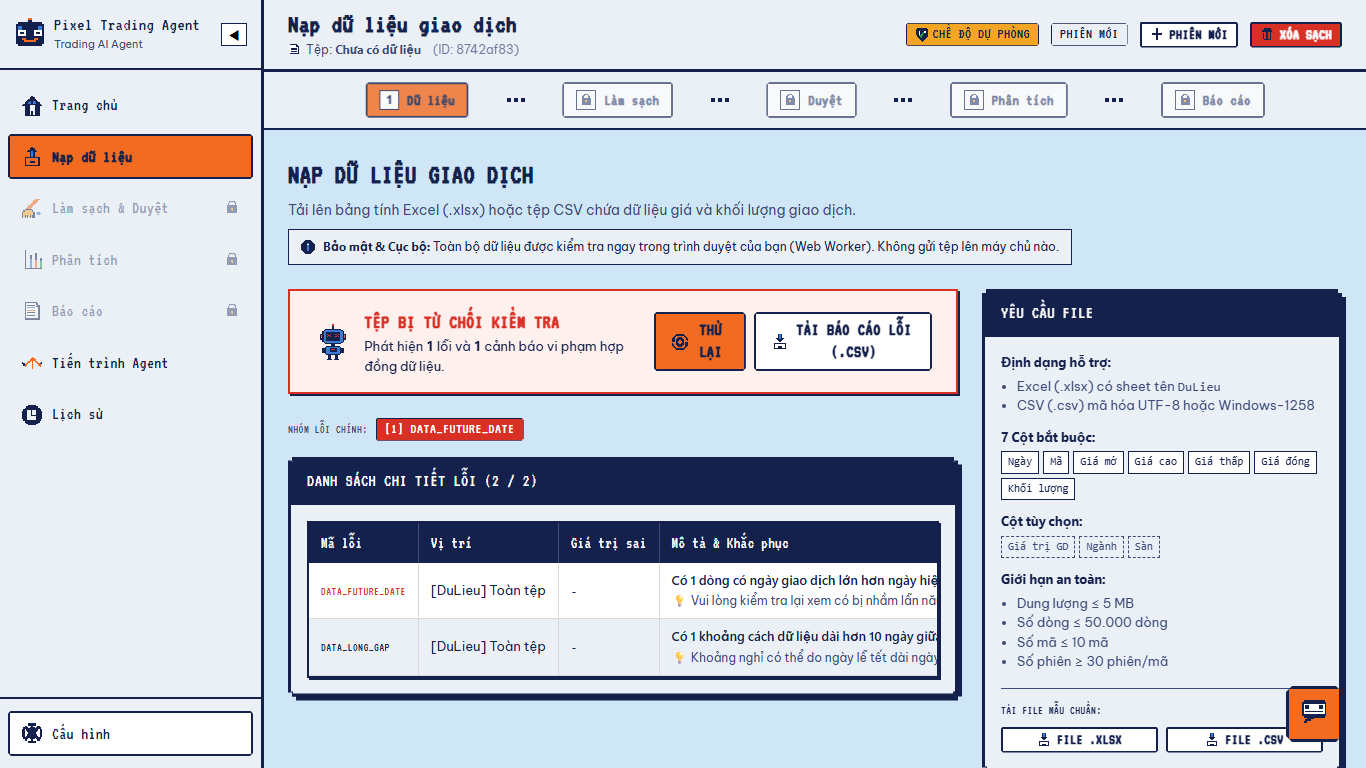 Pixel Trading Agent
Trading AI Agent
Trang chủ
Nạp dữ liệu
Làm sạch & Duyệt
Phân tích
Báo cáo
Tiến trình Agent
Lịch sử
Cấu hình
Nạp dữ liệu giao dịch
Tệp: Chưa có dữ liệu (ID: 8742af83)
CHẾ ĐỘ DỰ PHÒNG
PHIÊN MỚI
PHIÊN MỚI
XÓA SẠCH
1 Dữ liệu
Làm sạch
Duyệt
Phân tích
Báo cáo
NẠP DỮ LIỆU GIAO DỊCH
Tải lên bảng tính Excel (.xlsx) hoặc tệp CSV chứa dữ liệu giá và khối lượng giao dịch.
Bảo mật & Cục bộ: Toàn bộ dữ liệu được kiểm tra ngay trong trình duyệt của bạn (Web Worker). Không gửi tệp lên máy chủ nào.
TỆP BỊ TỪ CHỐI KIỂM TRA
Phát hiện 1 lỗi và 1 cảnh báo vi phạm hợp
đồng dữ liệu.
THỬ
LẠI
TẢI BÁO CÁO LỖI
(.CSV)
NHÓM LỖI CHÍNH:
[1] DATA_FUTURE_DATE
DANH SÁCH CHI TIẾT LỖI (2 / 2)
Mã lỗi Vị trí Giá trị sai Mô tả & Khắc phục
DATA_FUTURE_DATE [DuLieu] Toàn tệp - Có 1 dòng có ngày giao dịch lớn hơn ngày hiệ
Vui lòng kiểm tra lại xem có bị nhầm lẫn nă
DATA_LONG_GAP [DuLieu] Toàn tệp - Có 1 khoảng cách dữ liệu dài hơn 10 ngày giữa
Khoảng nghỉ có thể do ngày lễ tết dài ngày
YÊU CẦU FILE
Định dạng hỗ trợ:
• Excel (.xlsx) có sheet tên DuLieu
• CSV (.csv) mã hóa UTF-8 hoặc Windows-1258
7 Cột bắt buộc:
Ngày Mã Giá mở Giá cao Giá thấp Giá đóng
Khối lượng
Cột tùy chọn:
Giá trị GD Ngành Sàn
Giới hạn an toàn:
• Dung lượng ≤ 5 MB
• Số dòng ≤ 50.000 dòng
• Số mã ≤ 10 mã
• Số phiên ≥ 30 phiên/mã
TẢI FILE MẪU CHUẨN:
FILE .XLSX
FILE .CSV